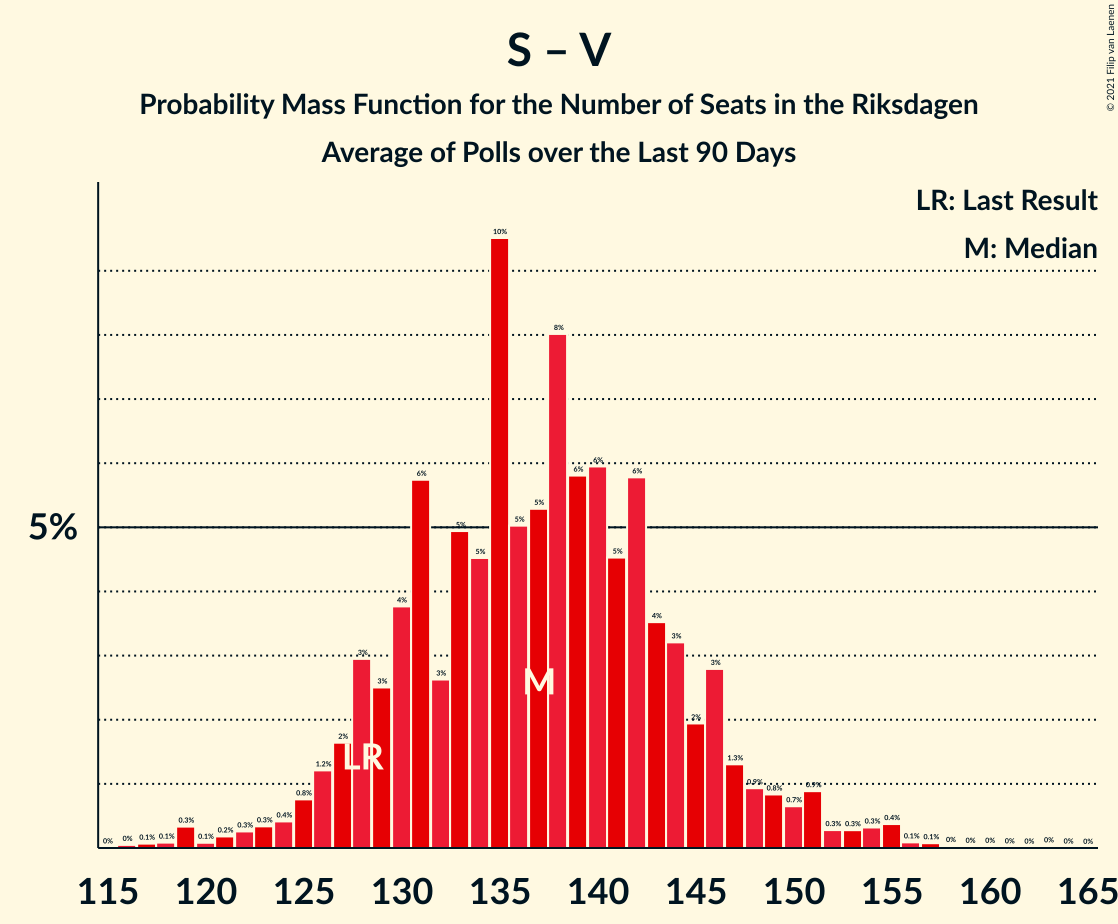 © 2021 Filip van Laenen
S – V
Probability Mass Function for the Number of Seats in the Riksdagen
Average of Polls over the Last 90 Days
LR: Last Result
M: Median
10%
8%
6% 5% 5% 5% 5% 6% 6% 5% 6%
5%
4% 3% 3% 2% 3% 4% 3% 2% 3%
M
LR
0% 0% 0.1% 0.1% 0.3% 0.1% 0.2% 0.3% 0.3% 0.4% 0.8% 1.2% 1.3% 0.9% 0.8% 0.7% 0.9% 0.3% 0.3% 0.3% 0.4% 0.1% 0.1% 0% 0% 0% 0% 0% 0% 0% 0%
115 120 125 130 135 140 145 150 155 160 165